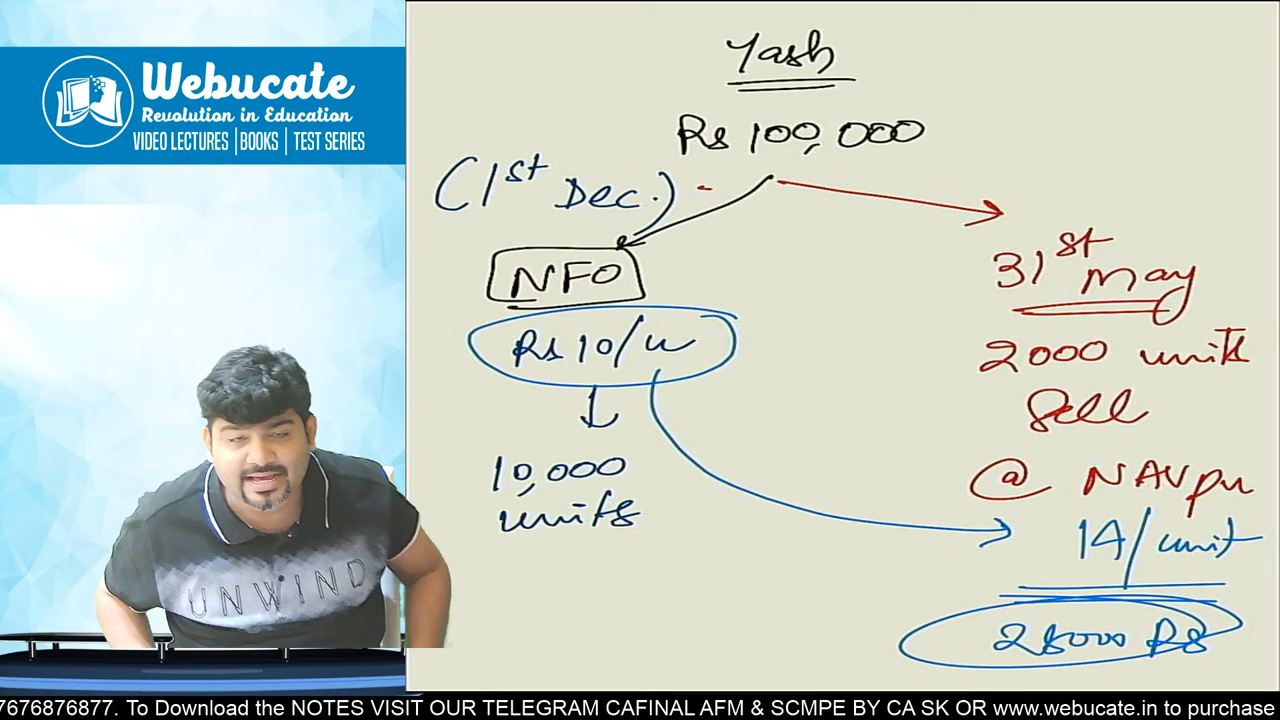 Webucate
Revolution in Education
VIDEO LECTURES | BOOKS | TEST SERIES
Yash
Rs 100,000
(1st Dec.)
NFO
Rs 10/u
10,000
units
31st
May
2000 units
Sell
@ NAVpu
14/unit
28000 Rs
UNWIND
7676876877. To Download the NOTES VISIT OUR TELEGRAM CAFINAL AFM & SCMPE BY CA SK OR www.webucate.in to purchase